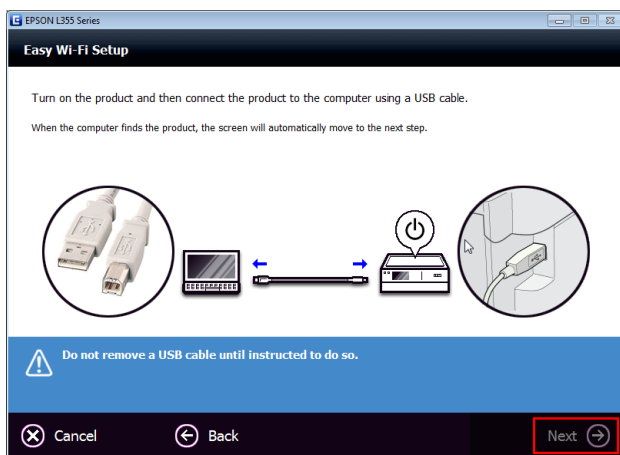 EPSON L355 Series
Easy Wi-Fi Setup
Turn on the product and then connect the product to the computer using a USB cable.
When the computer finds the product, the screen will automatically move to the next step.
Do not remove a USB cable until instructed to do so.
Cancel
Back
Next